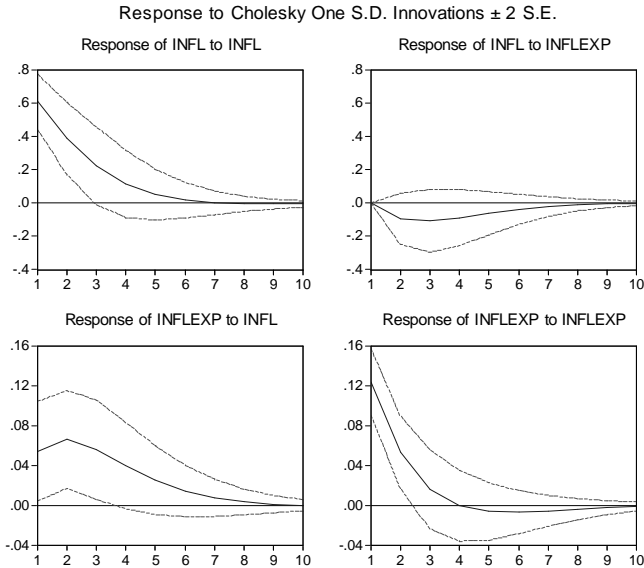 Response to Cholesky One S.D. Innovations ± 2 S.E.
Response of INFL to INFL
.8
.6
.4
.2
.0
-.2
-.4
1 2 3 4 5 6 7 8 9 10
Response of INFL to INFLEXP
.8
.6
.4
.2
.0
-.2
-.4
1 2 3 4 5 6 7 8 9 10
Response of INFLEXP to INFL
.16
.12
.08
.04
.00
-.04
1 2 3 4 5 6 7 8 9 10
Response of INFLEXP to INFLEXP
.16
.12
.08
.04
.00
-.04
1 2 3 4 5 6 7 8 9 10